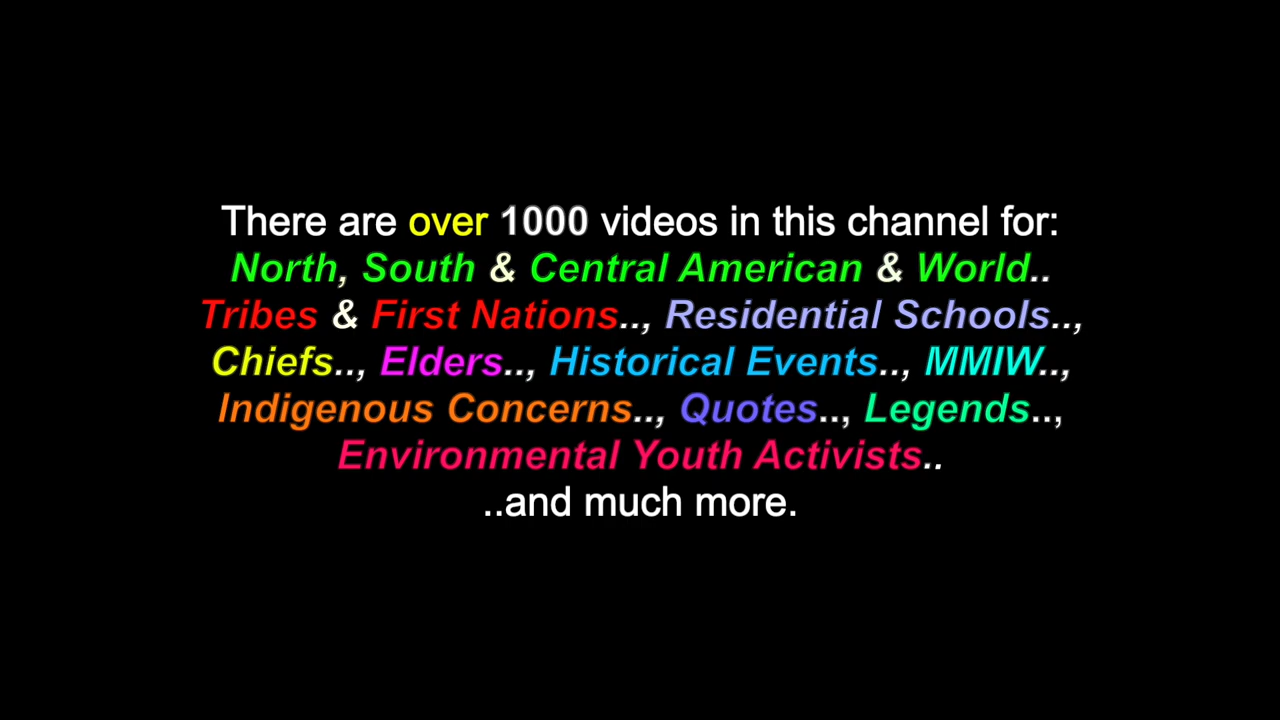 There are over 1000 videos in this channel for:
North, South & Central American & World..
Tribes & First Nations.., Residential Schools..,
Chiefs.., Elders.., Historical Events.., MMIW..,
Indigenous Concerns.., Quotes.., Legends..,
Environmental Youth Activists..
..and much more.